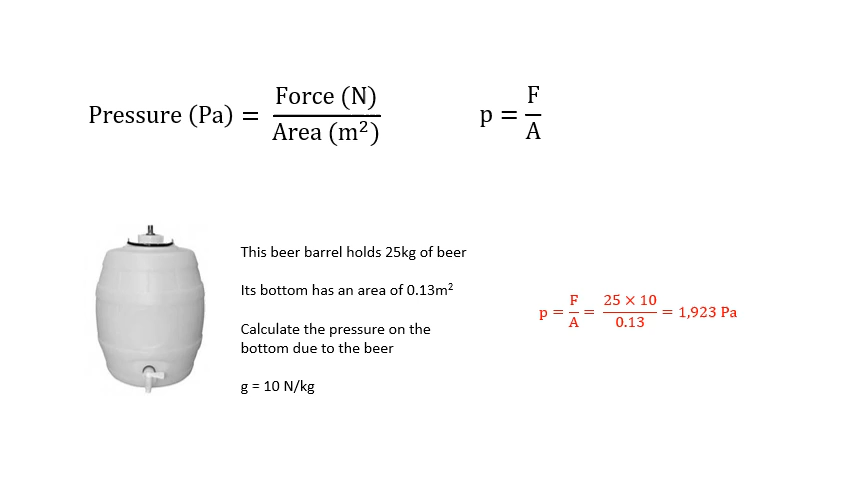 Pressure (Pa) = Force (N) / Area (m²)
p = F / A
This beer barrel holds 25kg of beer
Its bottom has an area of 0.13m²
Calculate the pressure on the
bottom due to the beer
g = 10 N/kg
p = F / A = 25 × 10 / 0.13 = 1,923 Pa